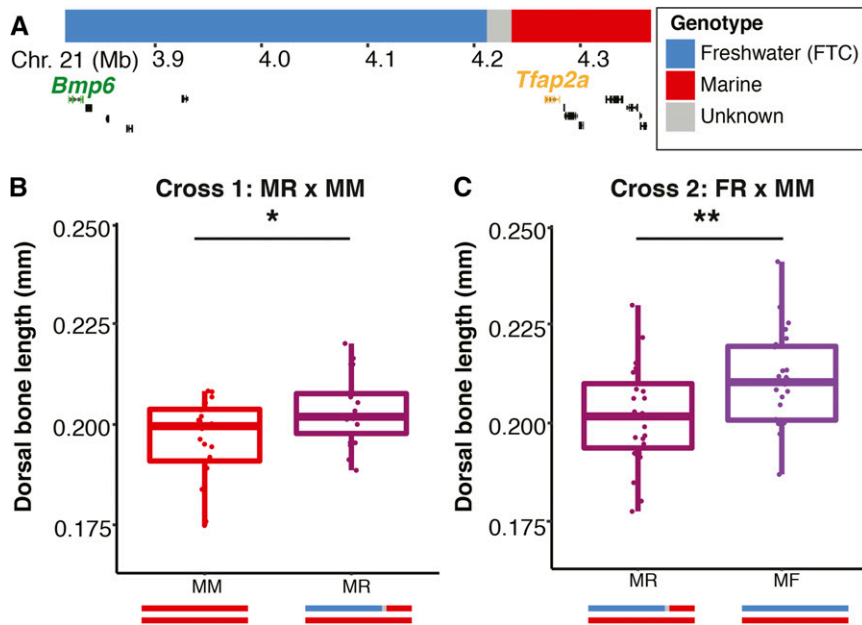 A
Genotype
Freshwater (FTC)
Marine
Unknown
Chr. 21 (Mb) 3.9 4.0 4.1 4.2 4.3
Bmp6
Tfap2a
B
Cross 1: MR x MM
*
Dorsal bone length (mm)
0.250
0.225
0.200
0.175
MM
MR
C
Cross 2: FR x MM
**
Dorsal bone length (mm)
0.250
0.225
0.200
0.175
MR
MF